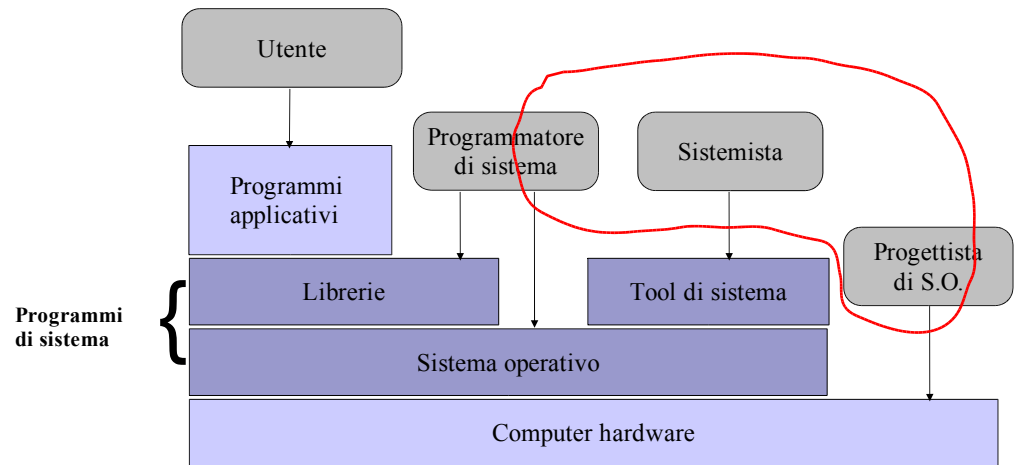 Utente
Programmatore
di sistema
Sistemista
Programmi
applicativi
Progettista
di S.O.
Librerie
Tool di sistema
Programmi
di sistema
Sistema operativo
Computer hardware